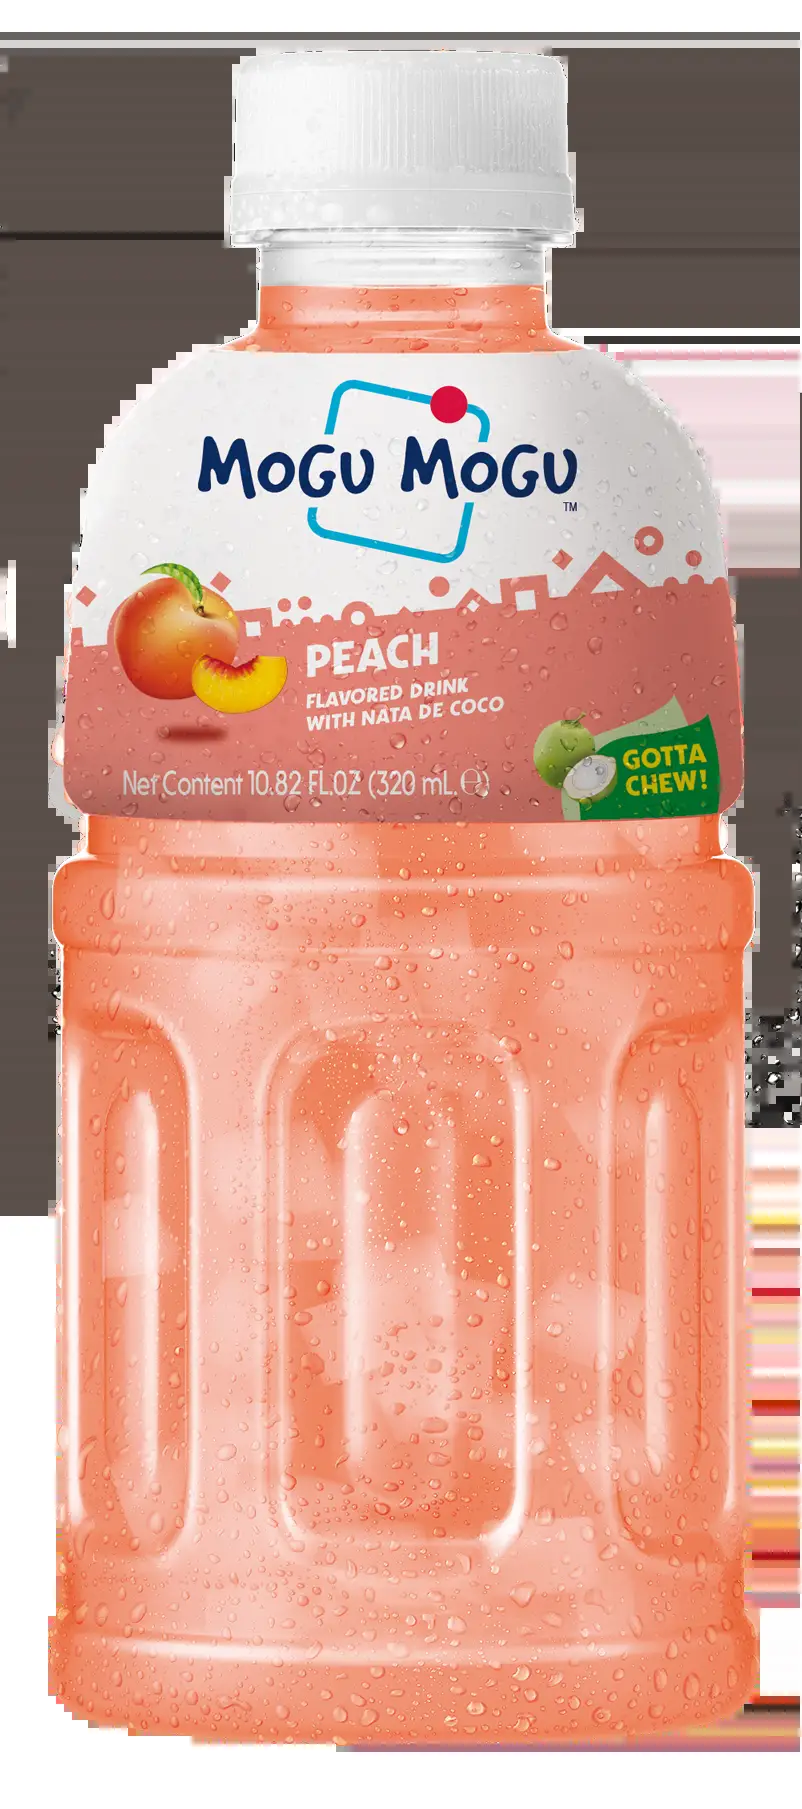 MOGU MOGU
TM
PEACH
FLAVORED DRINK
WITH NATA DE COCO
GOTTA
CHEW!
Net Content 10.82 FL.OZ (320 mL.℮)